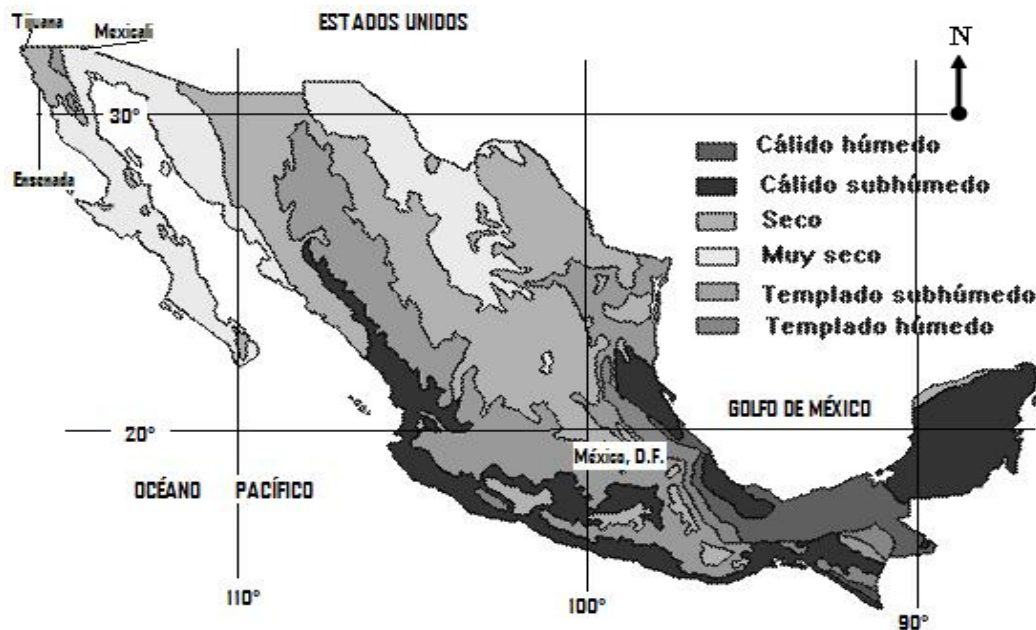 ESTADOS UNIDOS
Tijuana
Mexicali
N
30°
Ensenada
Cálido húmedo
Cálido subhúmedo
Seco
Muy seco
Templado subhúmedo
Templado húmedo
GOLFO DE MÉXICO
20°
México, D.F.
OCÉANO PACÍFICO
110°
100°
90°